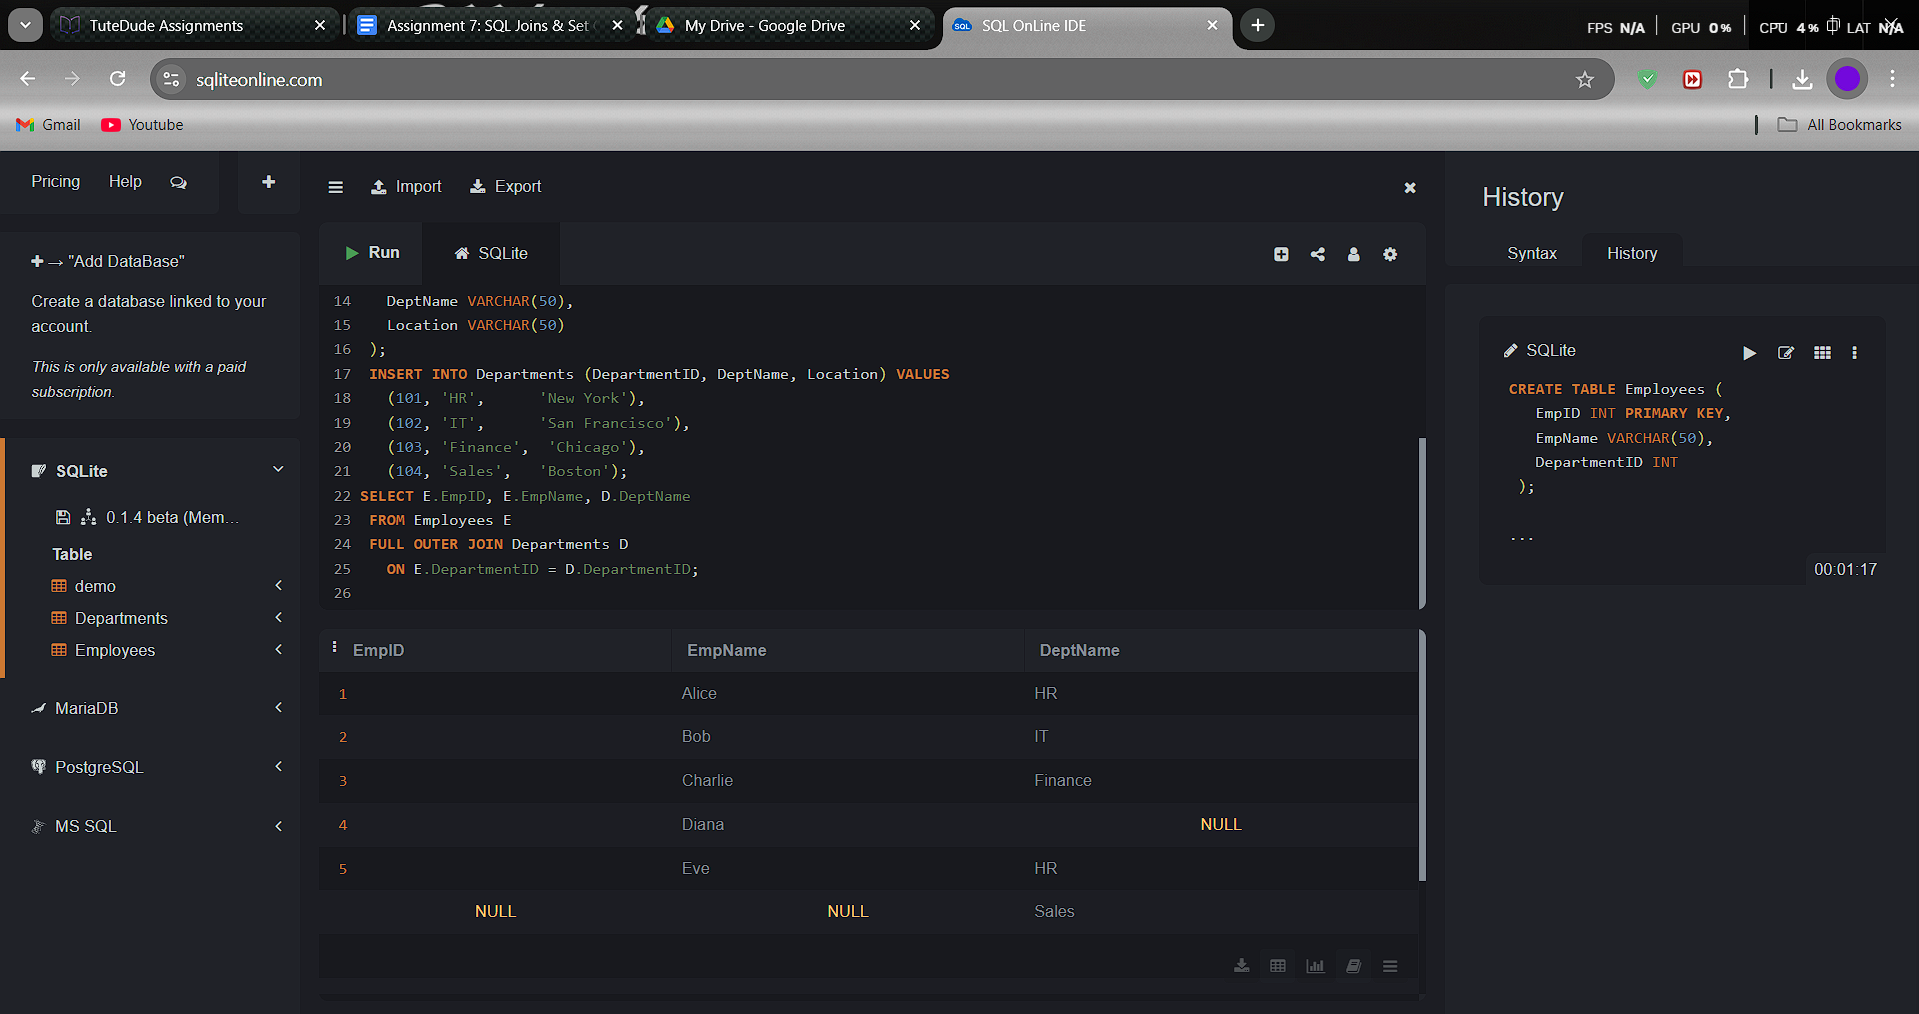 TuteDude Assignments
Assignment 7: SQL Joins & Set
My Drive - Google Drive
SQL OnLine IDE
FPS N/A GPU 0% CPU 4% LAT N/A
sqliteonline.com
Gmail
Youtube
All Bookmarks
Pricing
Help
Import
Export
History
"Add DataBase"
Create a database linked to your
account.
This is only available with a paid
subscription.
Run
SQLite
Syntax
History
14 DeptName VARCHAR(50),
15 Location VARCHAR(50)
16 );
17 INSERT INTO Departments (DepartmentID, DeptName, Location) VALUES
18 (101, 'HR', 'New York'),
19 (102, 'IT', 'San Francisco'),
20 (103, 'Finance', 'Chicago'),
21 (104, 'Sales', 'Boston');
22 SELECT E.EmpID, E.EmpName, D.DeptName
23 FROM Employees E
24 FULL OUTER JOIN Departments D
25 ON E.DepartmentID = D.DepartmentID;
26
SQLite
CREATE TABLE Employees (
EmpID INT PRIMARY KEY,
EmpName VARCHAR(50),
DepartmentID INT
);
...
00:01:17
SQLite
0.1.4 beta (Mem...
Table
demo
Departments
Employees
MariaDB
PostgreSQL
MS SQL
EmpID EmpName DeptName
1 Alice HR
2 Bob IT
3 Charlie Finance
4 Diana NULL
5 Eve HR
NULL NULL Sales